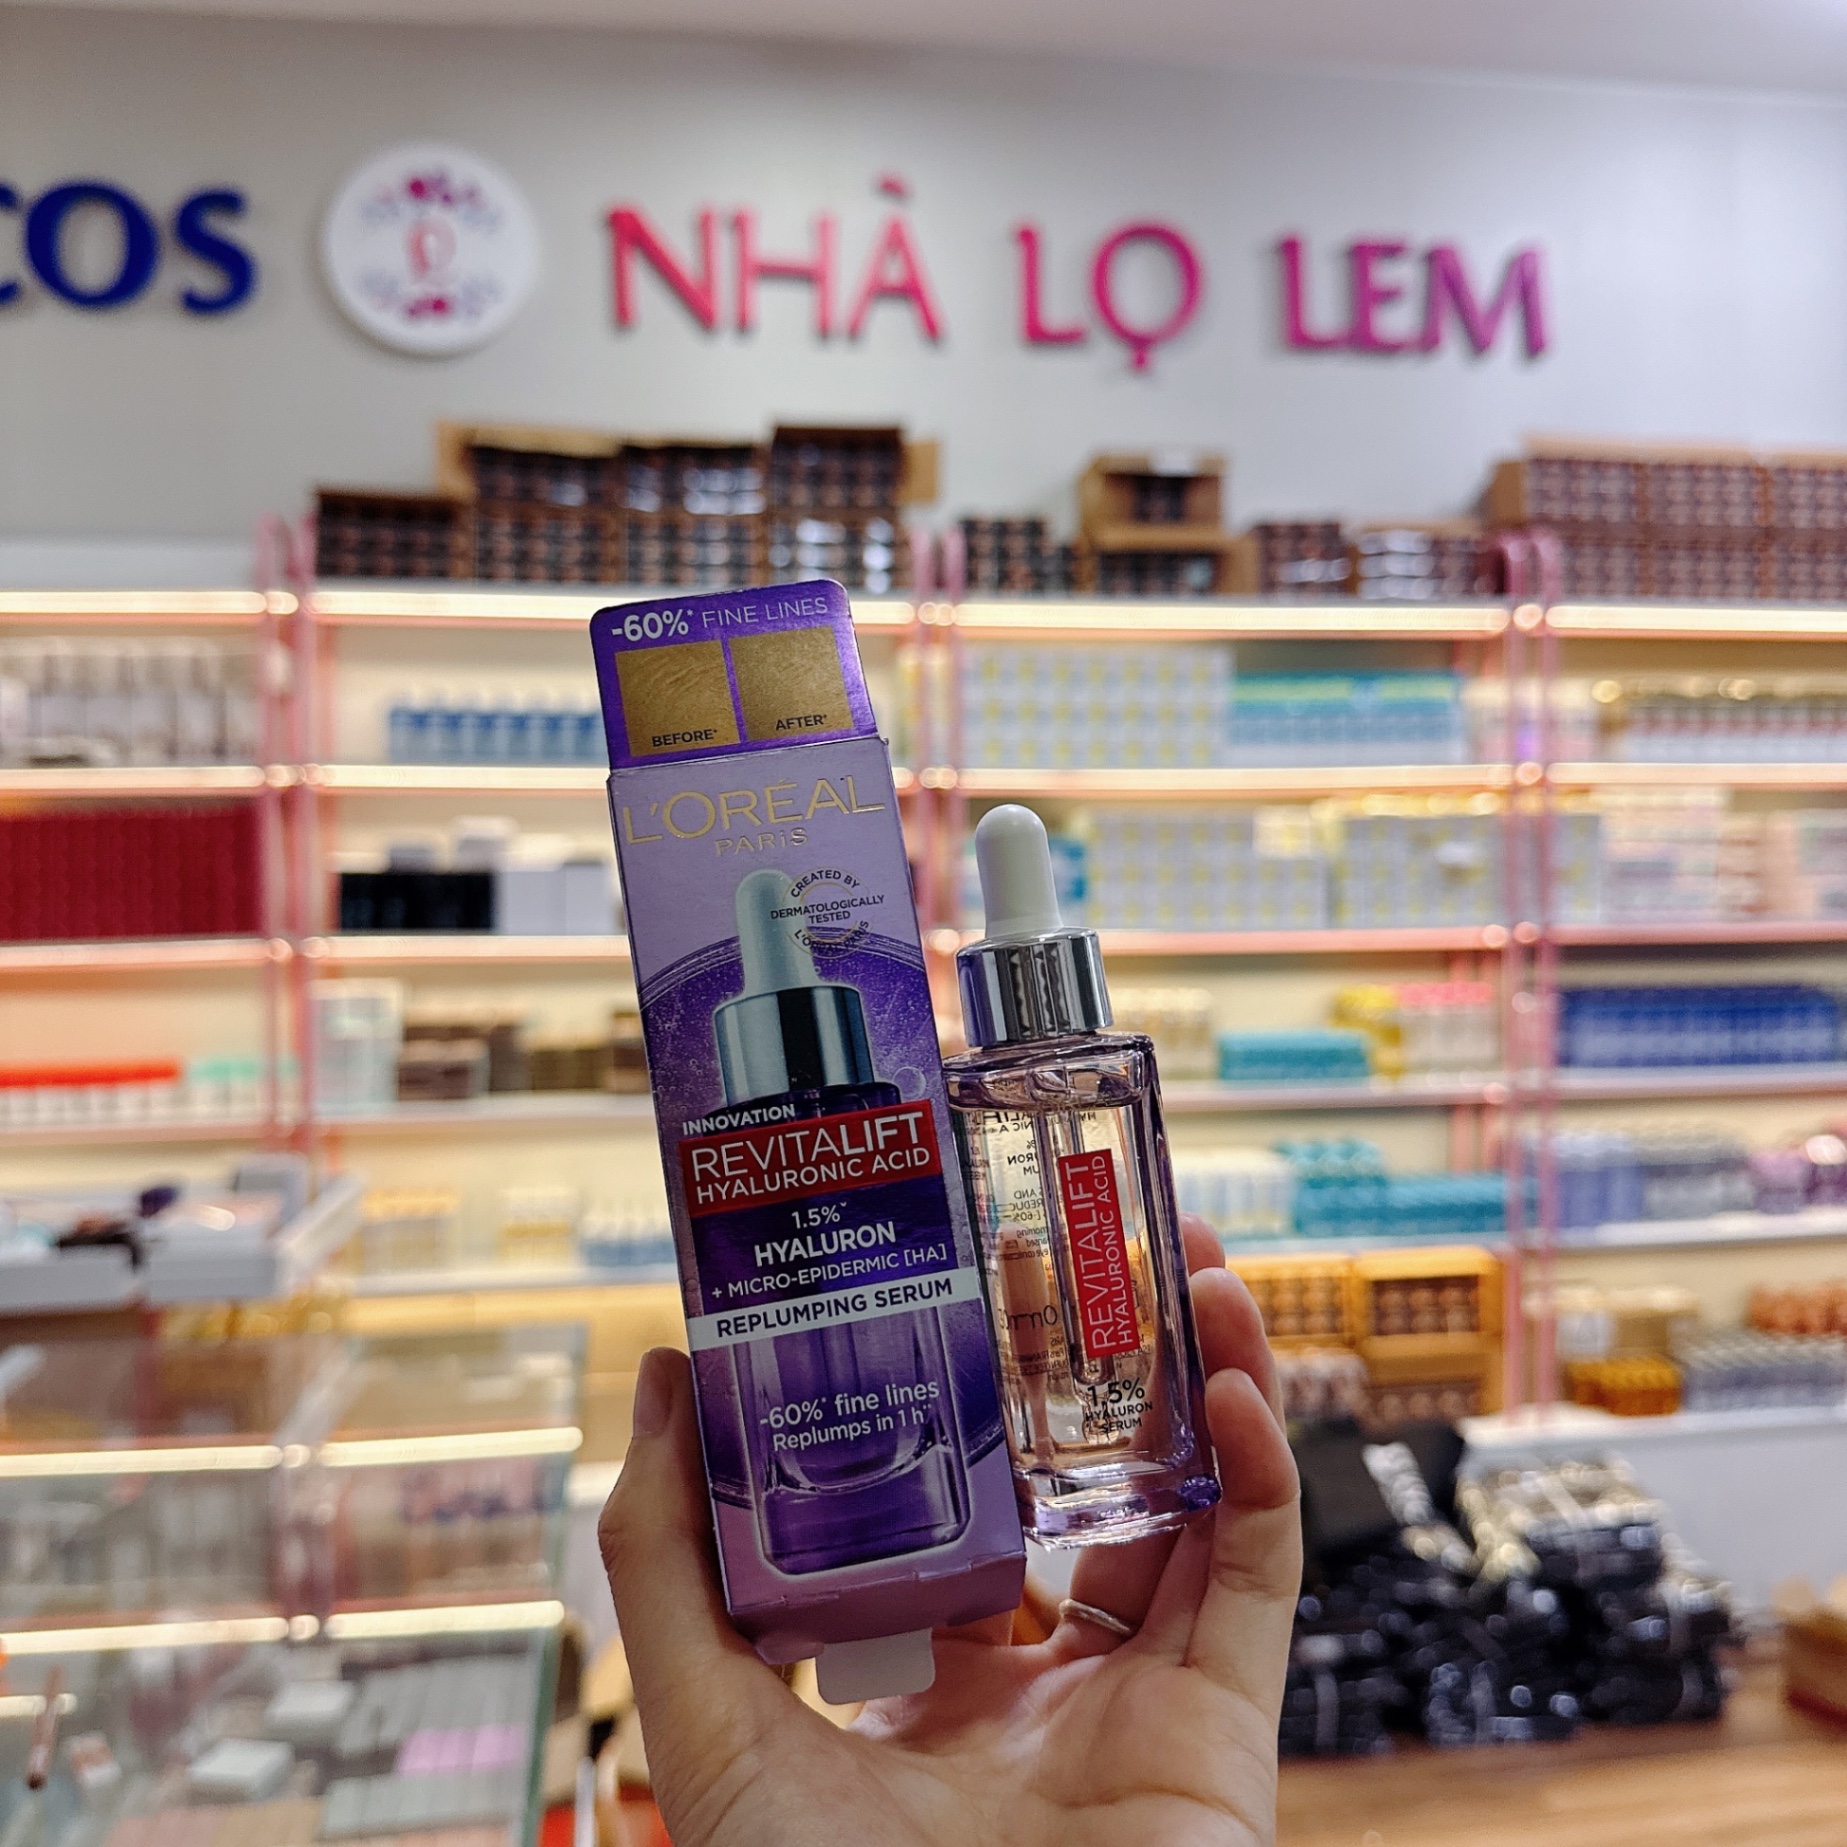 COS
NHÀ LỌ LEM
-60%* FINE LINES
BEFORE*
AFTER*
L'ORÉAL
PARIS
CREATED BY
DERMATOLOGICALLY
TESTED
L'ORÉAL PARIS
INNOVATION
REVITALIFT
HYALURONIC ACID
1.5%
HYALURON
+ MICRO-EPIDERMIC [HA]
REPLUMPING SERUM
-60%* fine lines
Replumps in 1 h**
REVITALIFT
HYALURONIC ACID
1.5%
HYALURON
SERUM